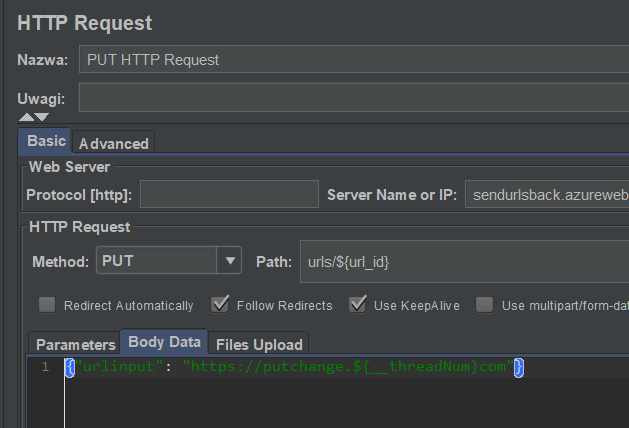 HTTP Request
Nazwa: PUT HTTP Request
Uwagi:
Basic Advanced
Web Server
Protocol [http]: Server Name or IP: sendurlsback.azureweb
HTTP Request
Method: PUT Path: urls/${url_id}
Redirect Automatically Follow Redirects Use KeepAlive Use multipart/form-da
Parameters Body Data Files Upload
1 {"urlinput": "https://putchange.${__threadNum}com"}